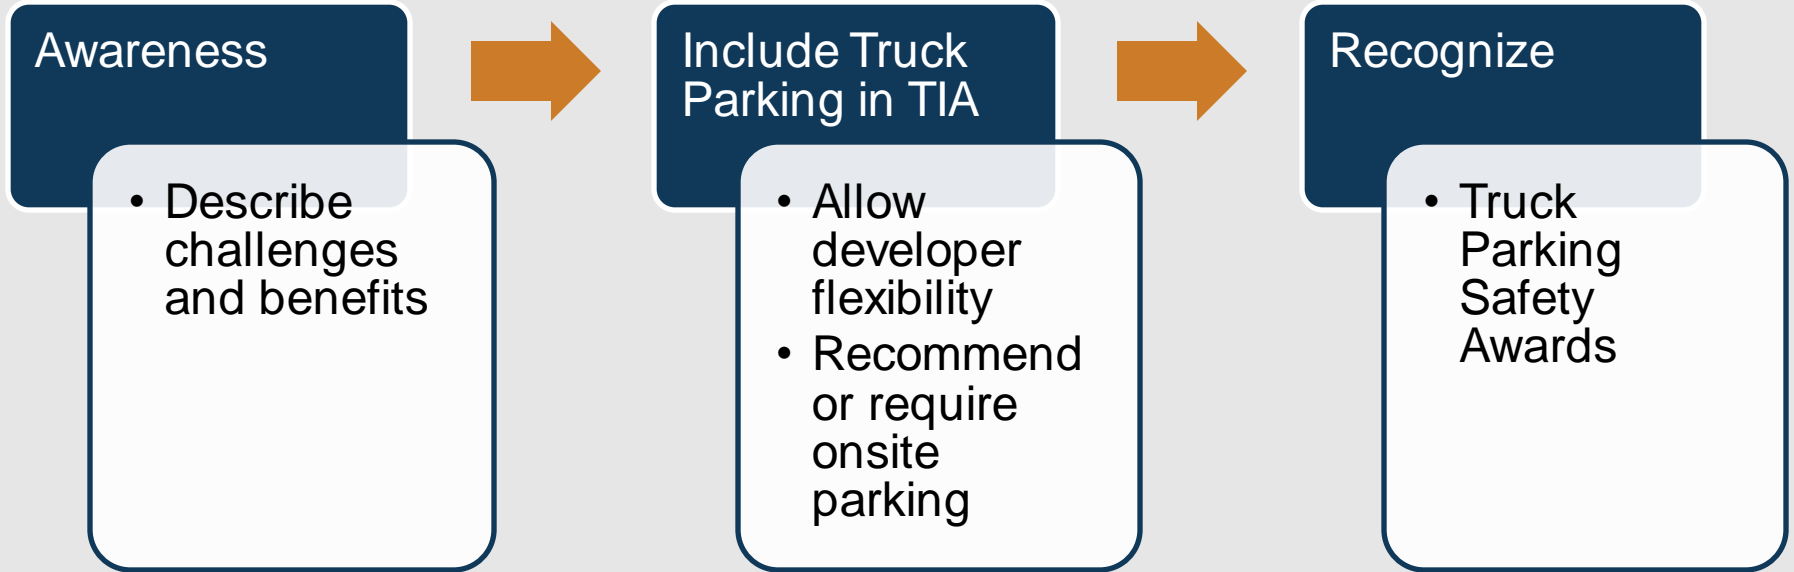 Awareness
• Describe
challenges
and benefits
Include Truck
Parking in TIA
• Allow
developer
flexibility
• Recommend
or require
onsite
parking
Recognize
• Truck
Parking
Safety
Awards